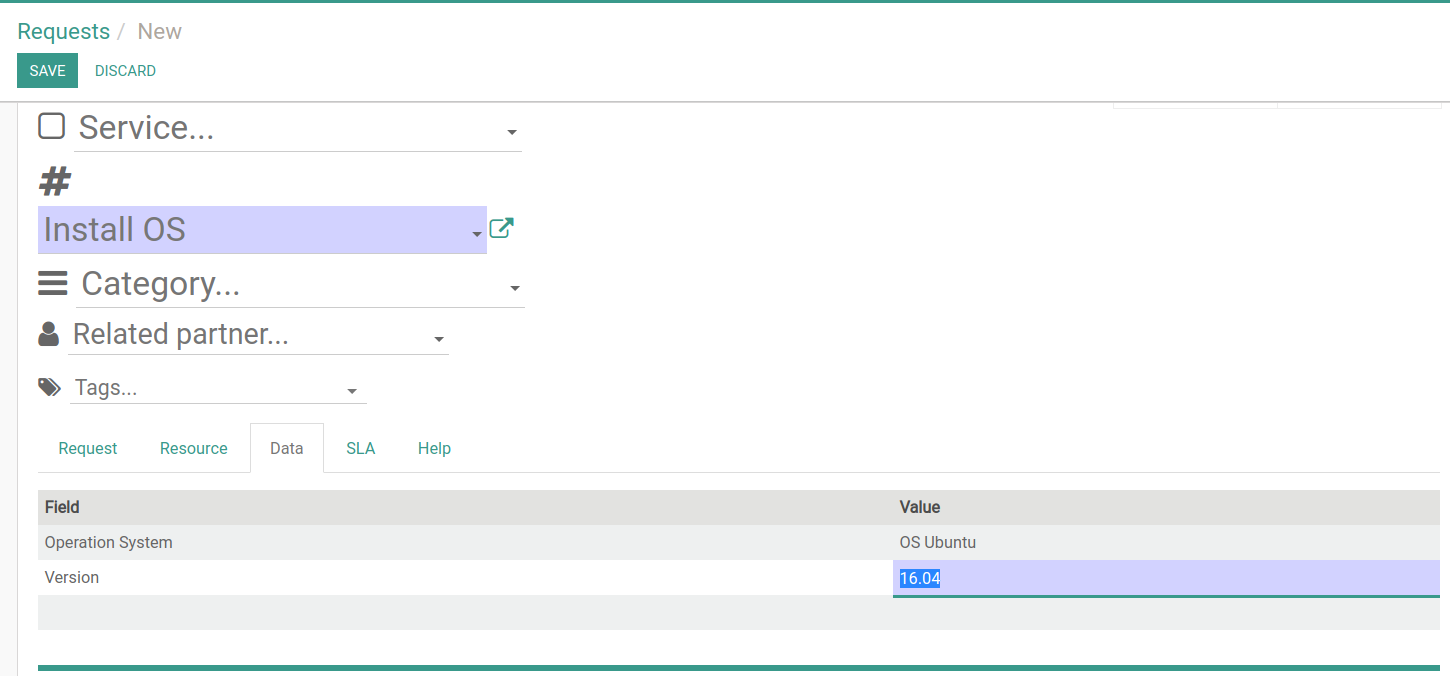 Requests / New
SAVE DISCARD
Service...
#
Install OS
Category...
Related partner...
Tags...
Request Resource Data SLA Help
Field Value
Operation System OS Ubuntu
Version 16.04